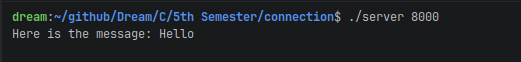 dream:~/github/Dream/C/5th Semester/connection$ ./server 8000
Here is the message: Hello